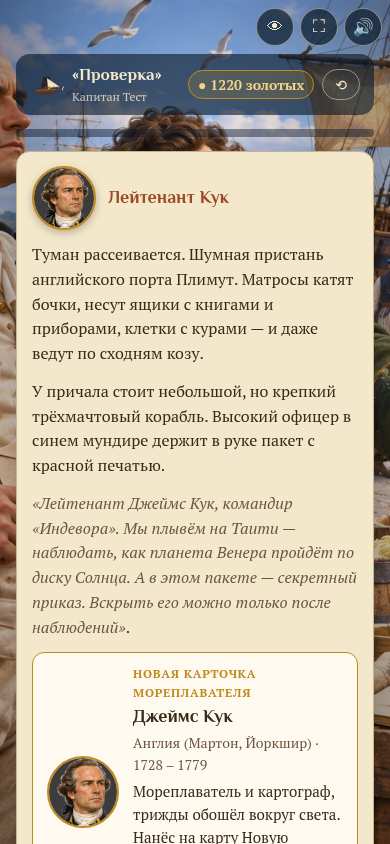 «Проверка»
Капитан Тест
● 1220 золотых
Лейтенант Кук
Туман рассеивается. Шумная пристань
английского порта Плимут. Матросы катят
бочки, несут ящики с книгами и
приборами, клетки с курами — и даже
ведут по сходням козу.
У причала стоит небольшой, но крепкий
трёхмачтовый корабль. Высокий офицер в
синем мундире держит в руке пакет с
красной печатью.
«Лейтенант Джеймс Кук, командир
«Индевора». Мы плывём на Таити —
наблюдать, как планета Венера пройдёт по
диску Солнца. А в этом пакете — секретный
приказ. Вскрыть его можно только после
наблюдений».
НОВАЯ КАРТОЧКА
МОРЕПЛАВАТЕЛЯ
Джеймс Кук
Англия (Мартон, Йоркшир) ·
1728 – 1779
Мореплаватель и картограф,
трижды обошёл вокруг света.
Нанёс на карту Новую